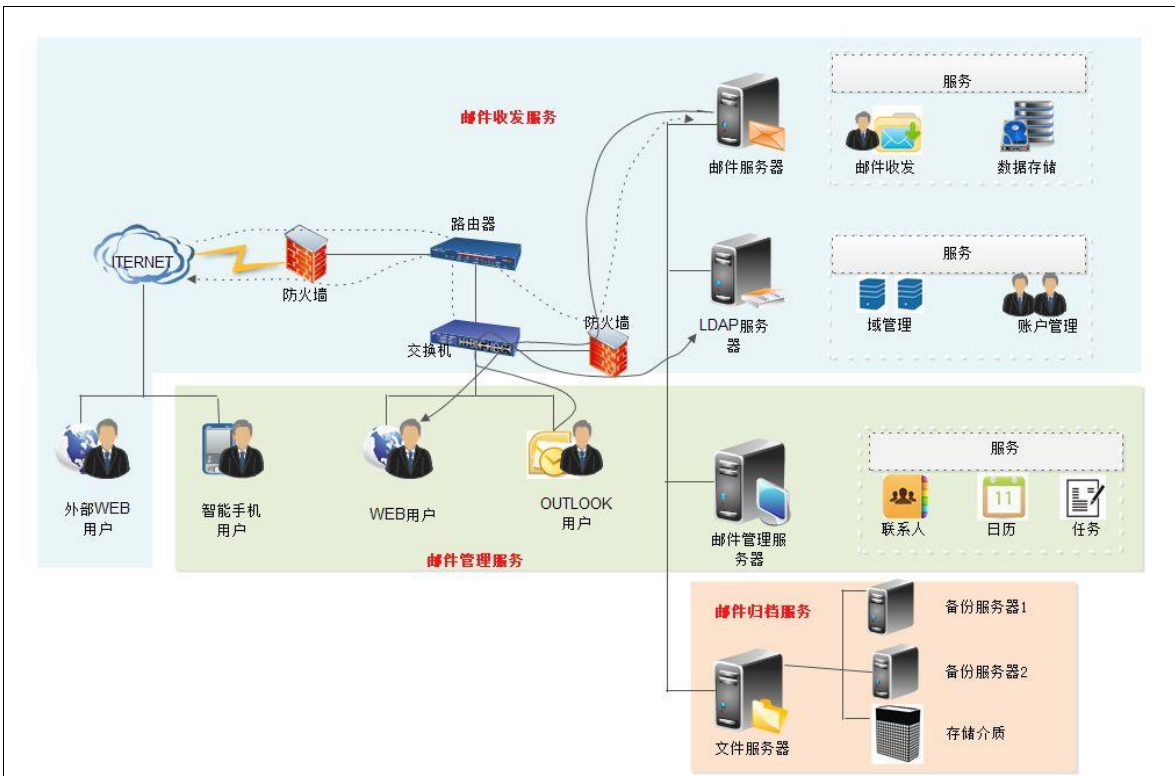 服务
邮件收发服务
邮件服务器
邮件收发
数据存储
路由器
服务
ITERNET
防火墙
防火墙
LDAP服务
器
域管理
账户管理
交换机
服务
外部WEB
用户
智能手机
用户
WEB用户
OUTLOOK
用户
11
联系人
日历
任务
邮件管理服
务器
邮件管理服务
邮件归档服务
备份服务器1
备份服务器2
文件服务器
存储介质